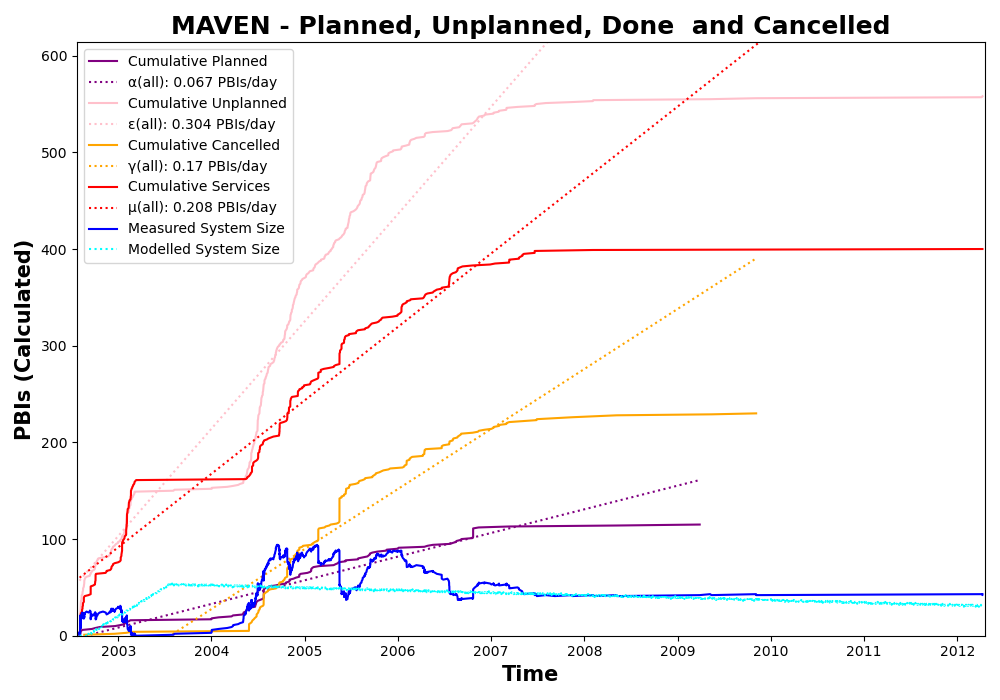 MAVEN - Planned, Unplanned, Done  and Cancelled
PBIs (Calculated)
600
500
400
300
200
100
0
Cumulative Planned
α(all): 0.067 PBIs/day
Cumulative Unplanned
ε(all): 0.304 PBIs/day
Cumulative Cancelled
γ(all): 0.17 PBIs/day
Cumulative Services
μ(all): 0.208 PBIs/day
Measured System Size
Modelled System Size
2003 2004 2005 2006 2007 2008 2009 2010 2011 2012
Time